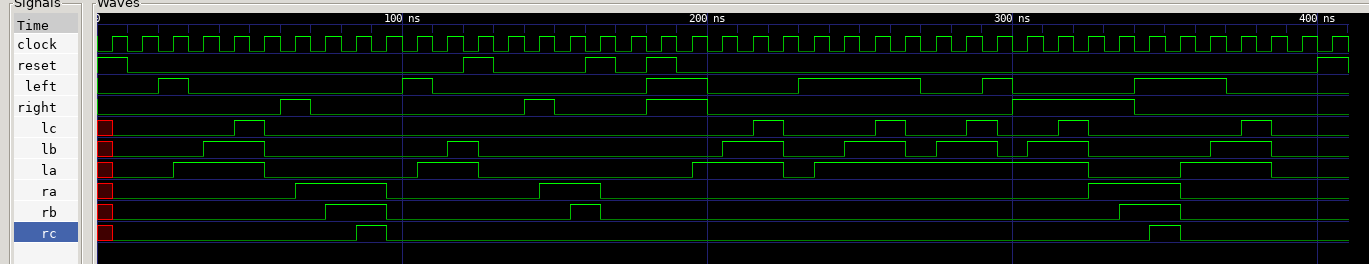 Signals
Waves
Time
0 100 ns 200 ns 300 ns 400 ns
clock
reset
left
right
lc
lb
la
ra
rb
rc